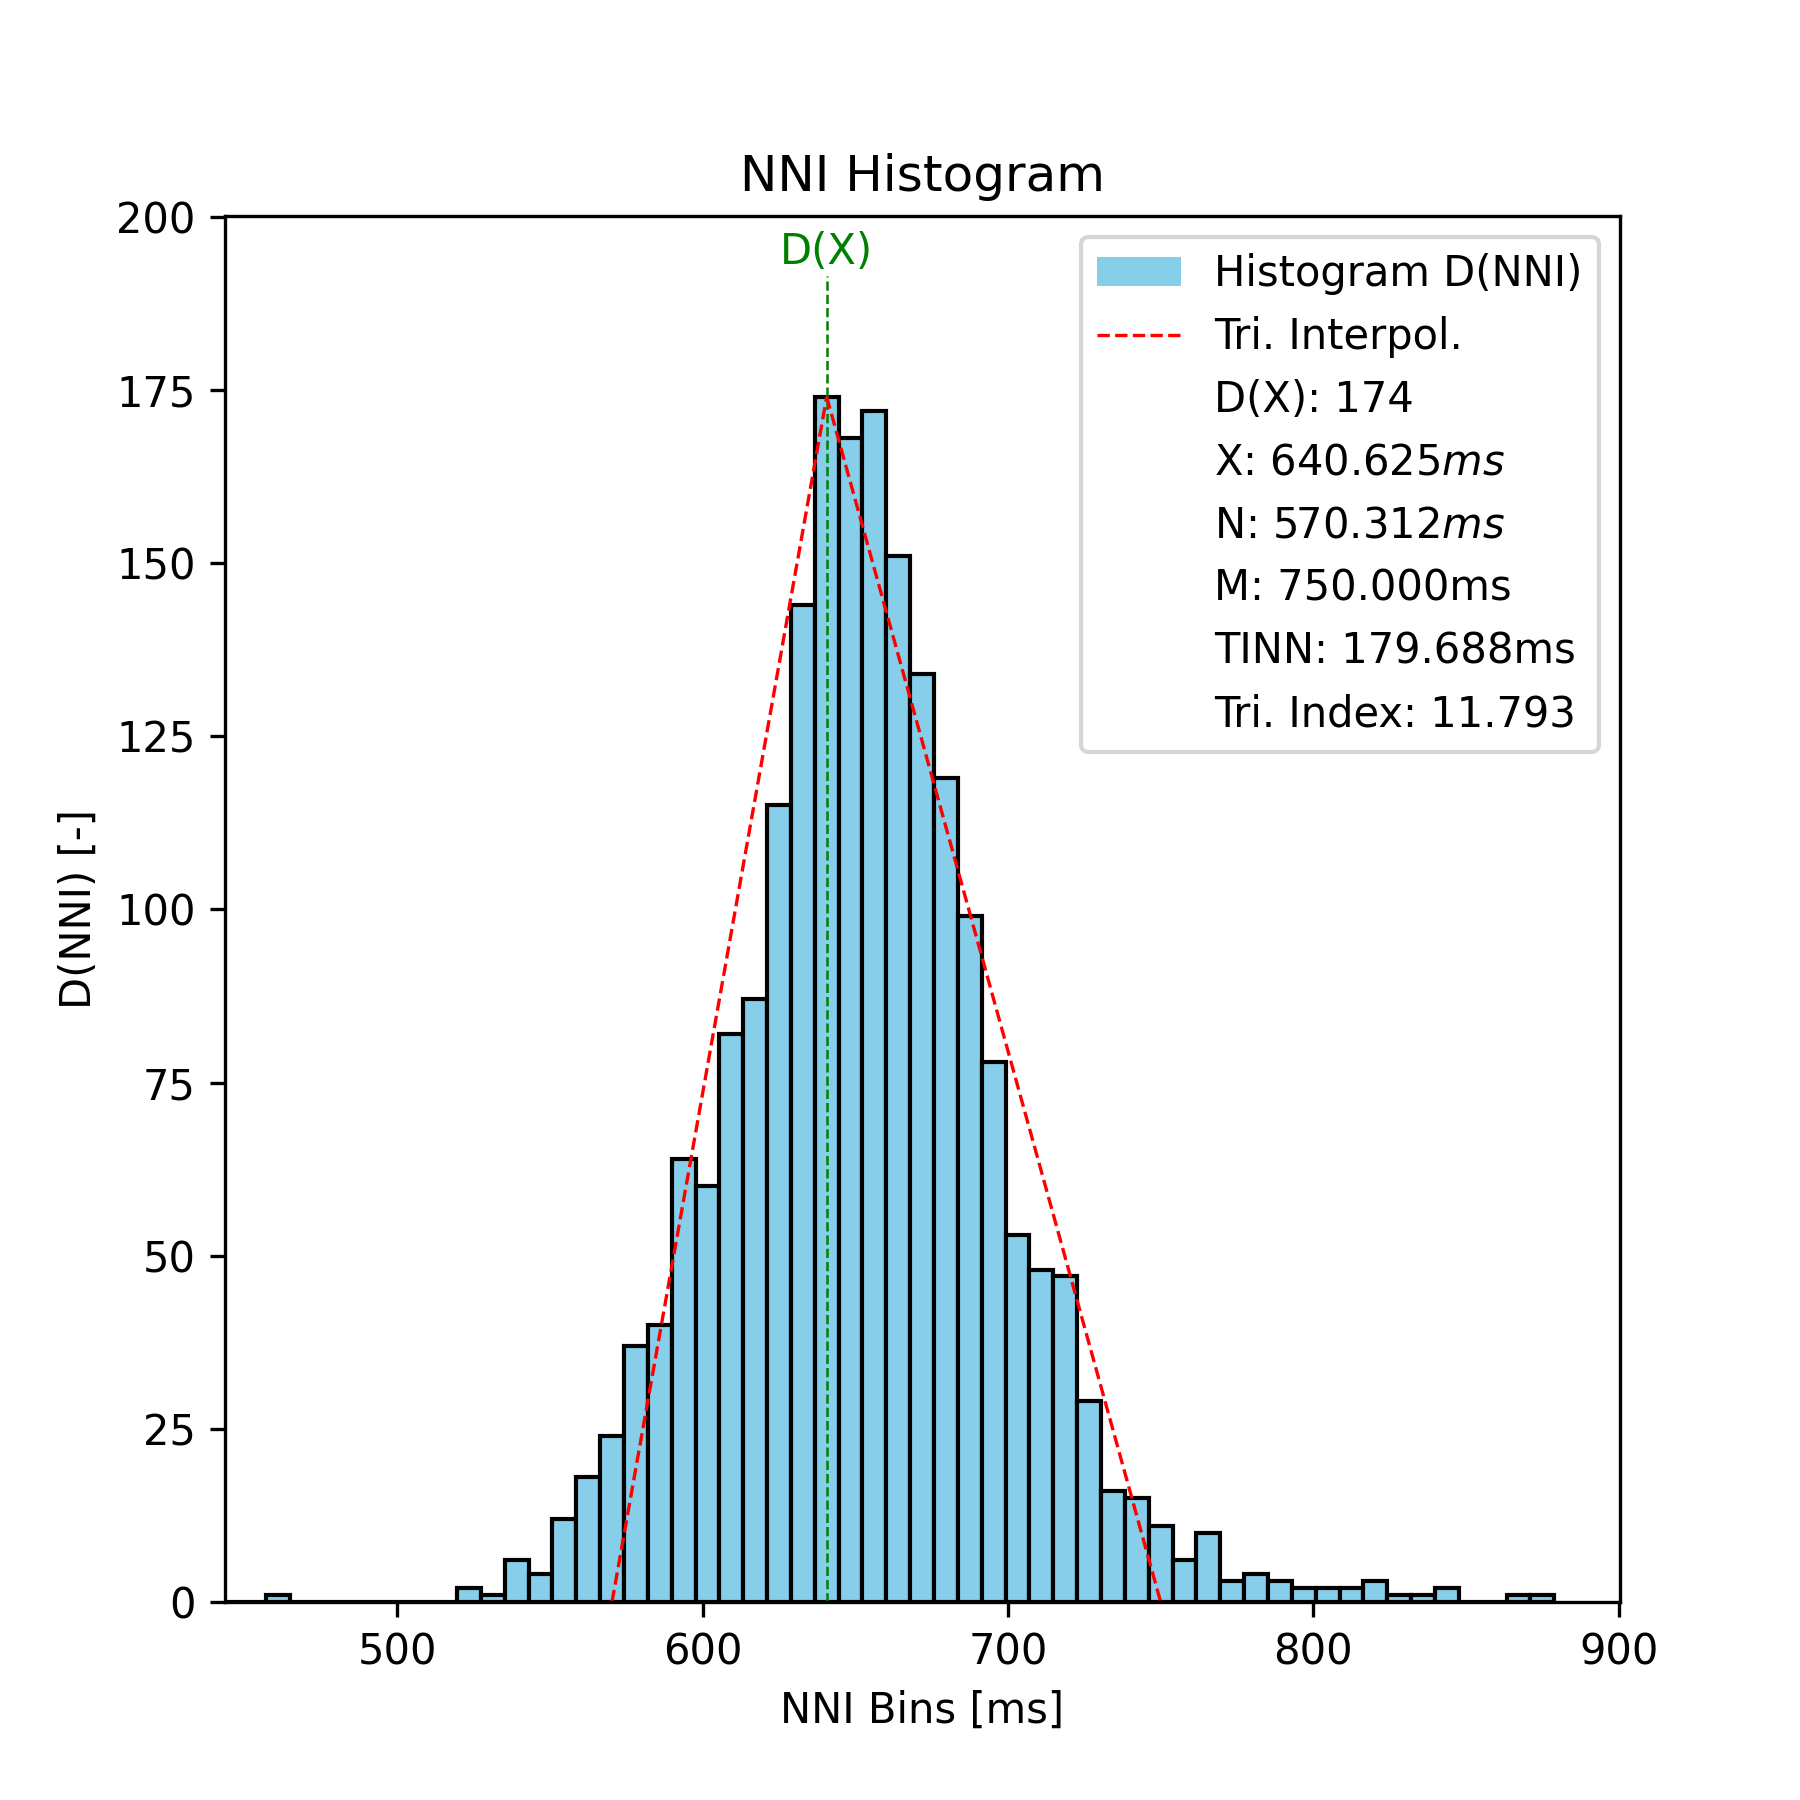 NNI Histogram
D(X)
Histogram D(NNI)
Tri. Interpol.
D(X): 174
X: 640.625ms
N: 570.312ms
M: 750.000ms
TINN: 179.688ms
Tri. Index: 11.793
200
175
150
125
100
75
50
25
0
D(NNI) [-]
500 600 700 800 900
NNI Bins [ms]